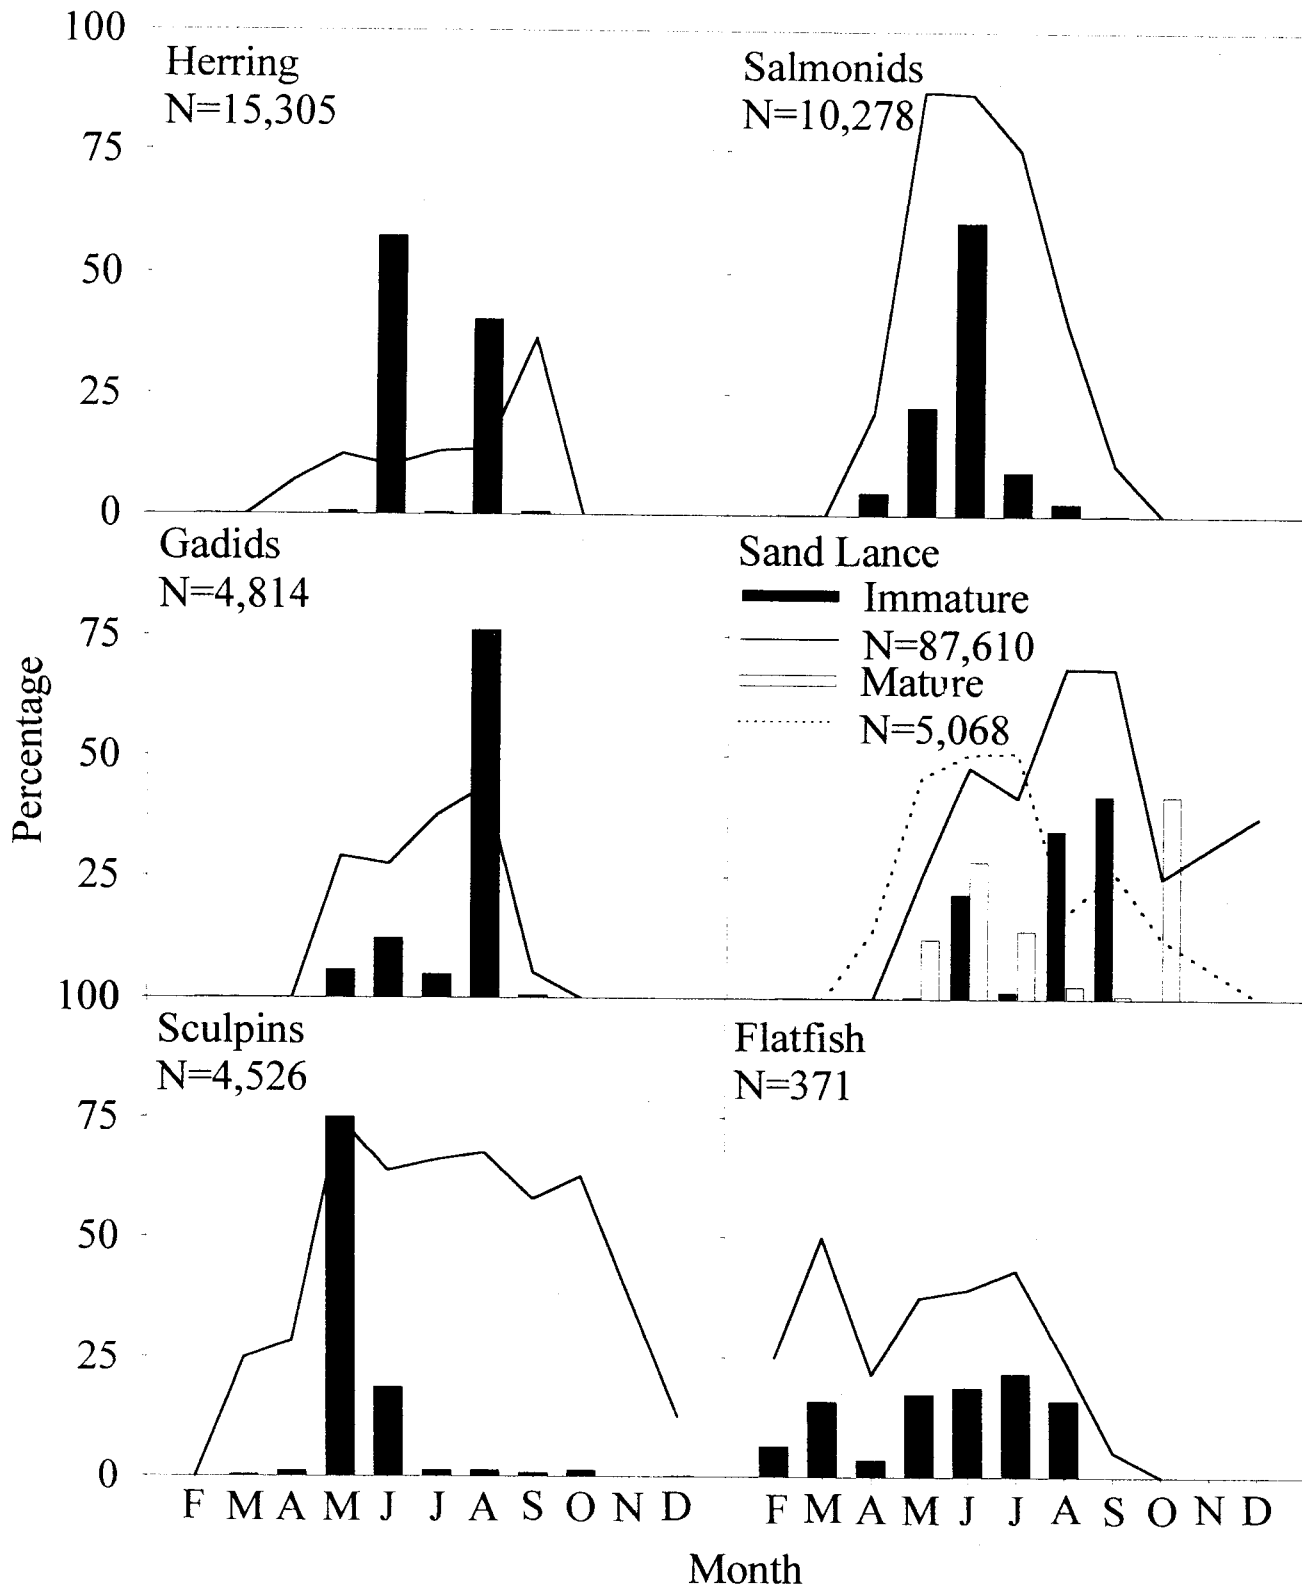 100
Herring
N=15,305
75
50
25
0
Salmonids
N=10,278
Gadids
N=4,814
75
50
25
100
Sand Lance
Immature
N=87,610
Mature
N=5,068
Percentage
Sculpins
N=4,526
75
50
25
0
F M A M J J A S O N D
Flatfish
N=371
F M A M J J A S O N D
Month